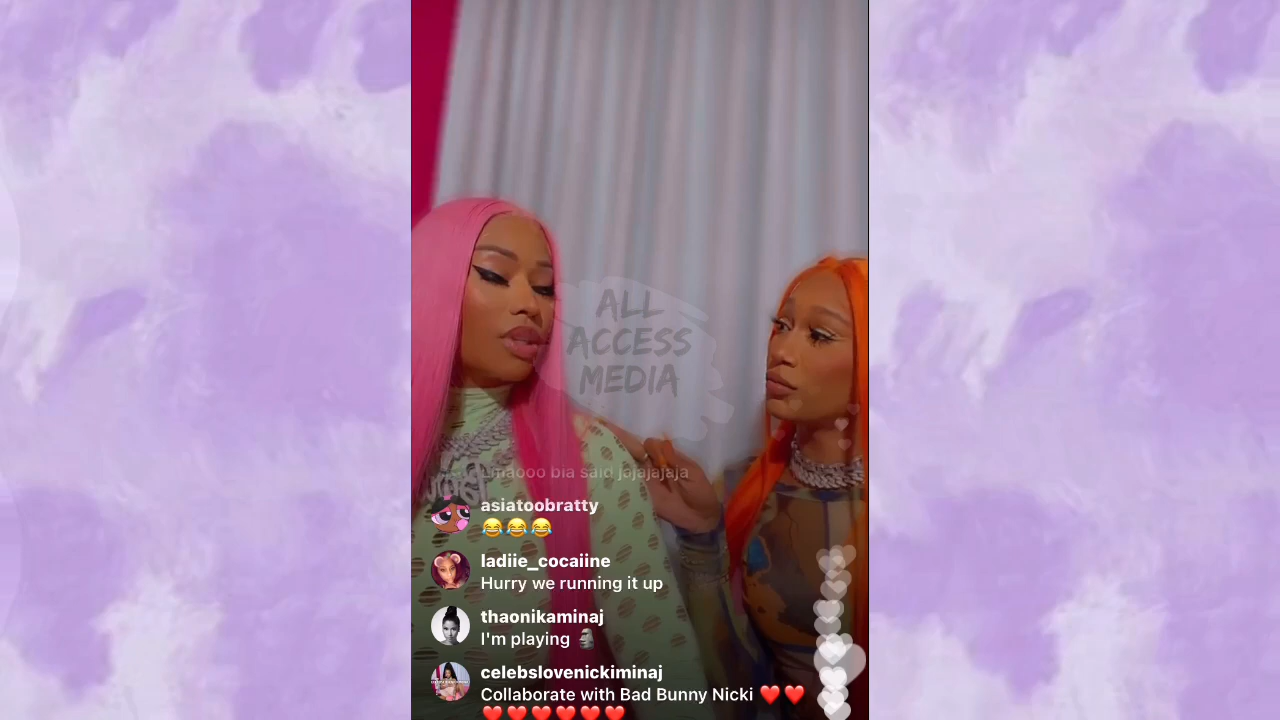 ALL
ACCESS
MEDIA
maooo bia said jajajajaja
asiatoobratty
😂😂😂
ladiie_cocaiine
Hurry we running it up
thaonikaminaj
I'm playing 🗿
celebslovenickiminaj
Collaborate with Bad Bunny Nicki ❤️❤️
❤️❤️❤️❤️❤️❤️